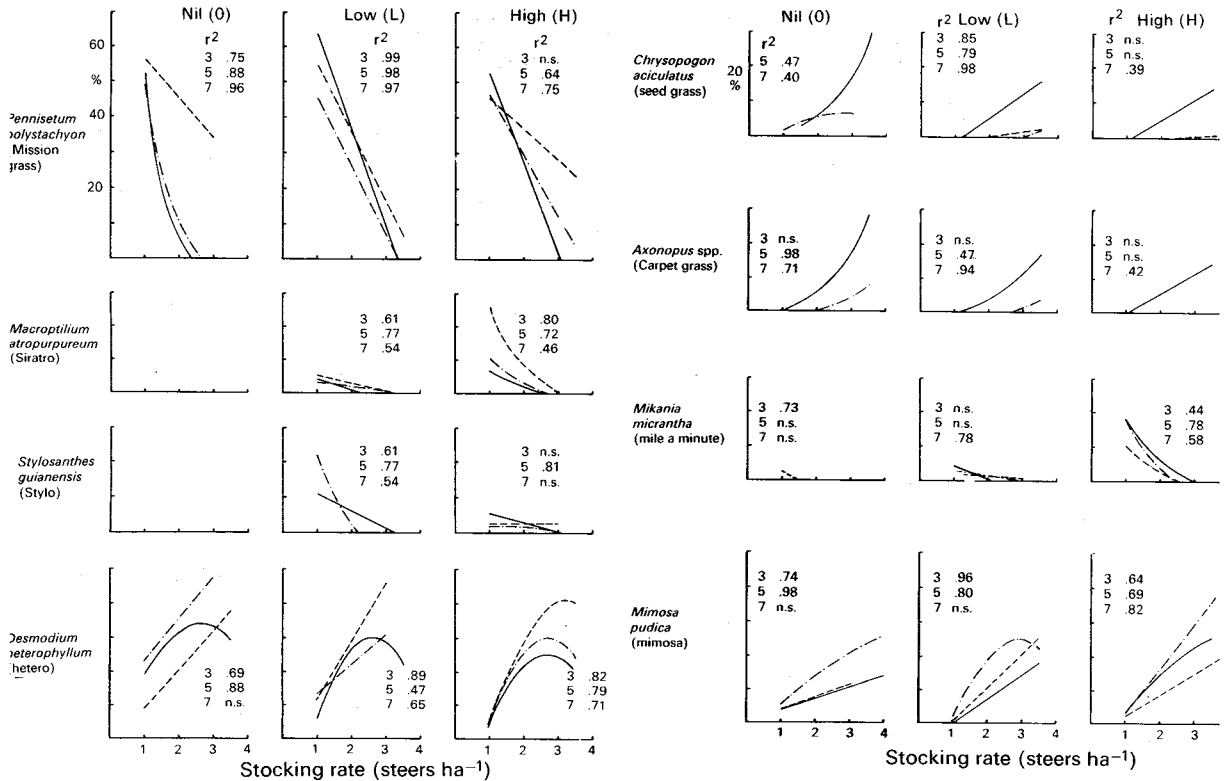 Nil (0)
Low (L)
High (H)
r2
3 .75
5 .88
7 .96
r2
3 .99
5 .98
7 .97
r2
3 n.s.
5 .64
7 .75
60
%
40
20
Pennisetum
polystachyon
(Mission
grass)
Macroptilium
atropurpureum
(Siratro)
3 .61
5 .77
7 .54
3 .80
5 .72
7 .46
Stylosanthes
guianensis
(Stylo)
3 .61
5 .77
7 .54
3 n.s.
5 .81
7 n.s.
Desmodium
heterophyllum
(hetero)
3 .69
5 .88
7 n.s.
3 .89
5 .47
7 .65
3 .82
5 .79
7 .71
1 2 3 4
1 2 3 4
1 2 3 4
Stocking rate (steers ha–1)
Nil (0)
r2 Low (L)
r2 High (H)
Chrysopogon
aciculatus
(seed grass)
20
%
r2
5 .47
7 .40
3 .85
5 .79
7 .98
3 n.s.
5 n.s.
7 .39
Axonopus spp.
(Carpet grass)
3 n.s.
5 .98
7 .71
3 n.s.
5 .47
7 .94
3 n.s.
5 n.s.
7 .42
Mikania
micrantha
(mile a minute)
3 .73
5 n.s.
7 n.s.
3 n.s.
5 n.s.
7 .78
3 .44
5 .78
7 .58
Mimosa
pudica
(mimosa)
3 .74
5 .98
7 n.s.
3 .96
5 .80
7 n.s.
3 .64
5 .69
7 .82
1 2 3 4
1 2 3 4
1 2 3 4
Stocking rate (steers ha–1)